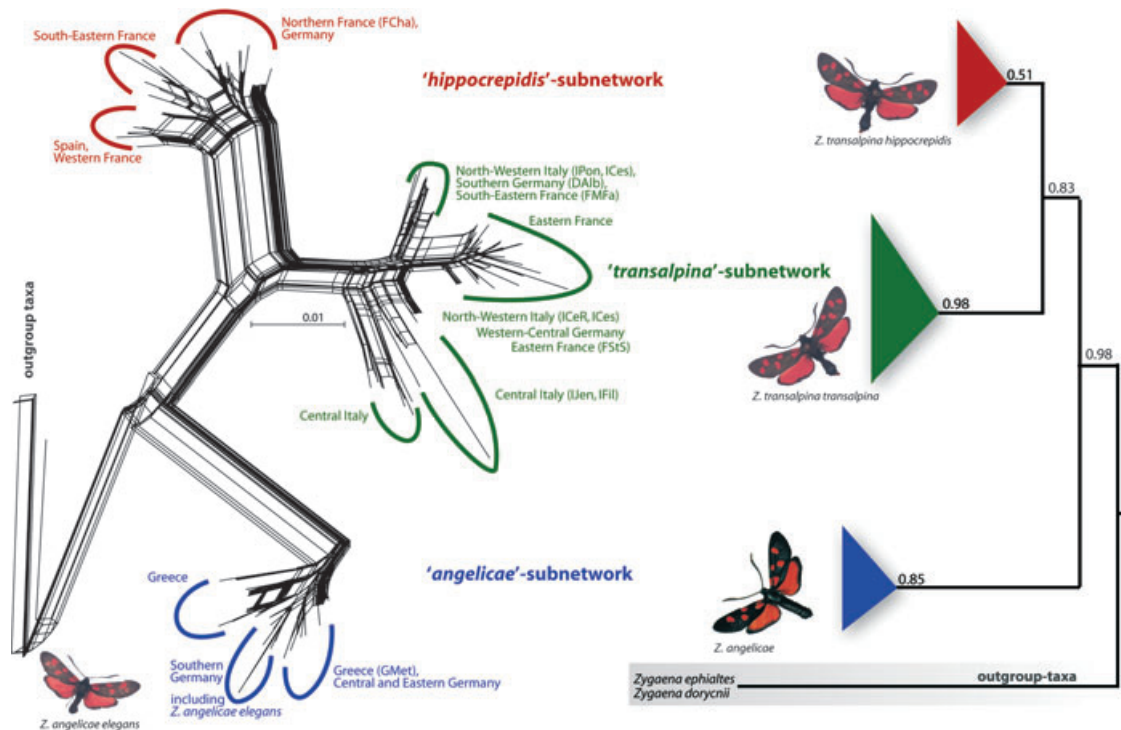 South-Eastern France
Northern France (FCha),
Germany
'hippocrepidis'-subnetwork
Spain,
Western France
North-Western Italy (IPon, ICes),
Southern Germany (DAlb),
South-Eastern France (FMFa)
Eastern France
'transalpina'-subnetwork
0.01
North-Western Italy (ICeR, ICes)
Western-Central Germany
Eastern France (FStS)
Central Italy (IJen, IFil)
Central Italy
outgroup taxa
'angelicae'-subnetwork
Greece
Southern
Germany
including
Z. angelicae elegans
Greece (GMet),
Central and Eastern Germany
Z. angelicae elegans
0.51
Z. transalpina hippocrepidis
0.83
0.98
Z. transalpina transalpina
0.98
0.85
Z. angelicae
Zygaena ephialtes
Zygaena dorycnii
outgroup-taxa